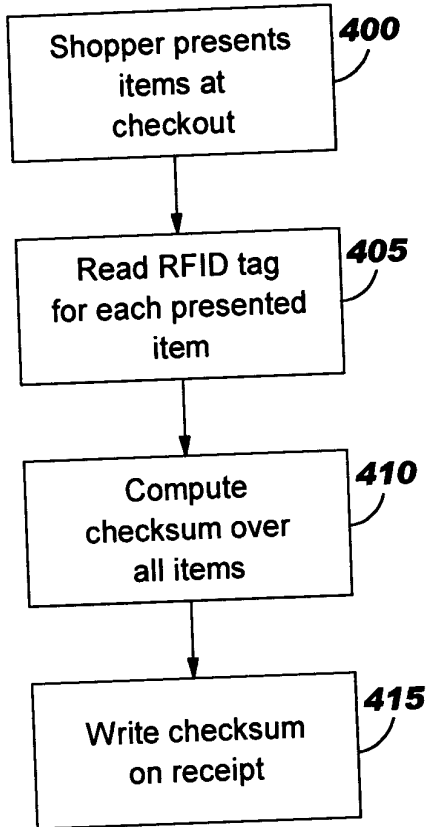 Shopper presents
items at
checkout
400
Read RFID tag
for each presented
item
405
Compute
checksum over
all items
410
Write checksum
on receipt
415